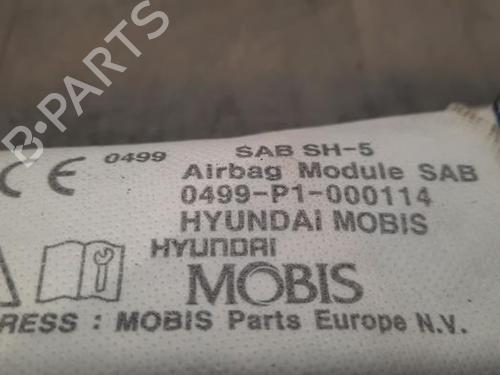 B-PARTS
CE 0499 SAB SH-5
Airbag Module SAB
0499-P1-000114
HYUNDAI MOBIS
HYUNDAI
MOBIS
RESS : MOBIS Parts Europe N.V.